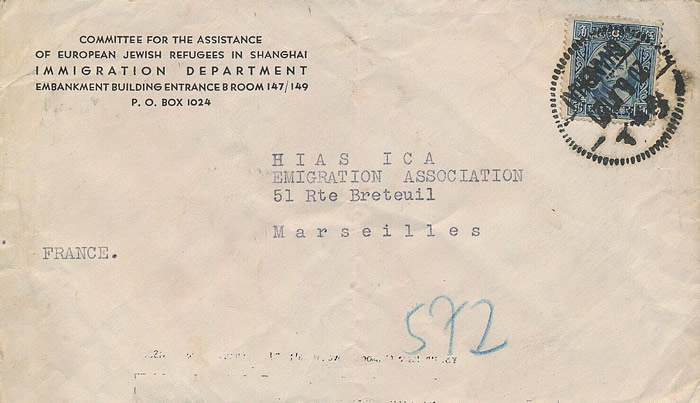 COMMITTEE FOR THE ASSISTANCE
OF EUROPEAN JEWISH REFUGEES IN SHANGHAI
IMMIGRATION DEPARTMENT
EMBANKMENT BUILDING ENTRANCE B ROOM 147/149
P. O. BOX 1024
HIAS ICA
EMIGRATION ASSOCIATION
51 Rte Breteuil
Marseilles
FRANCE.
572